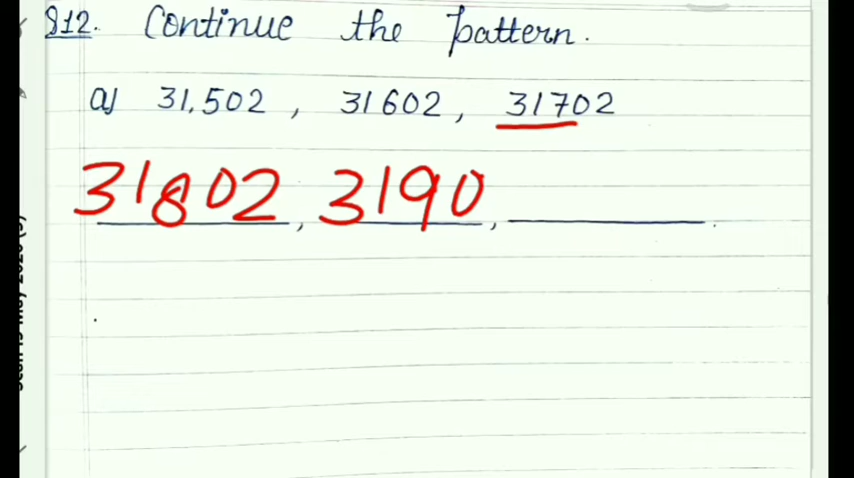 Q12. Continue the pattern.
a) 31,502 , 31602 , 31702
31802 , 3190 , .